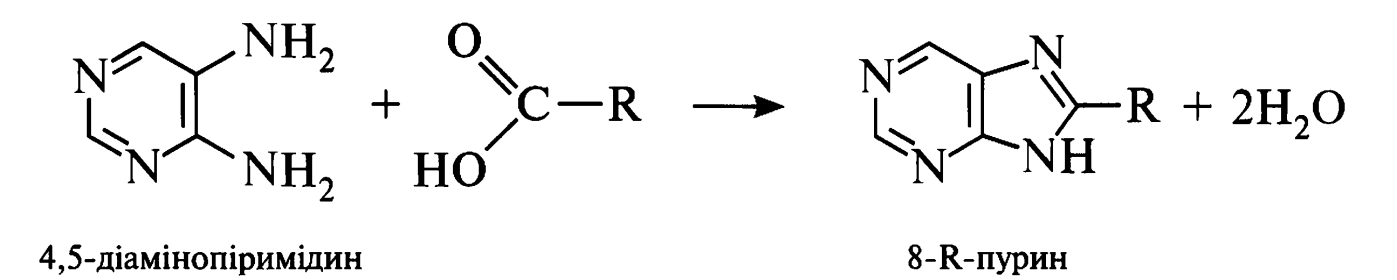 N N NH₂ NH₂ + O C–R HO → N N N NH R + 2H₂O
4,5-діамінопіримідин 8-R-пурин